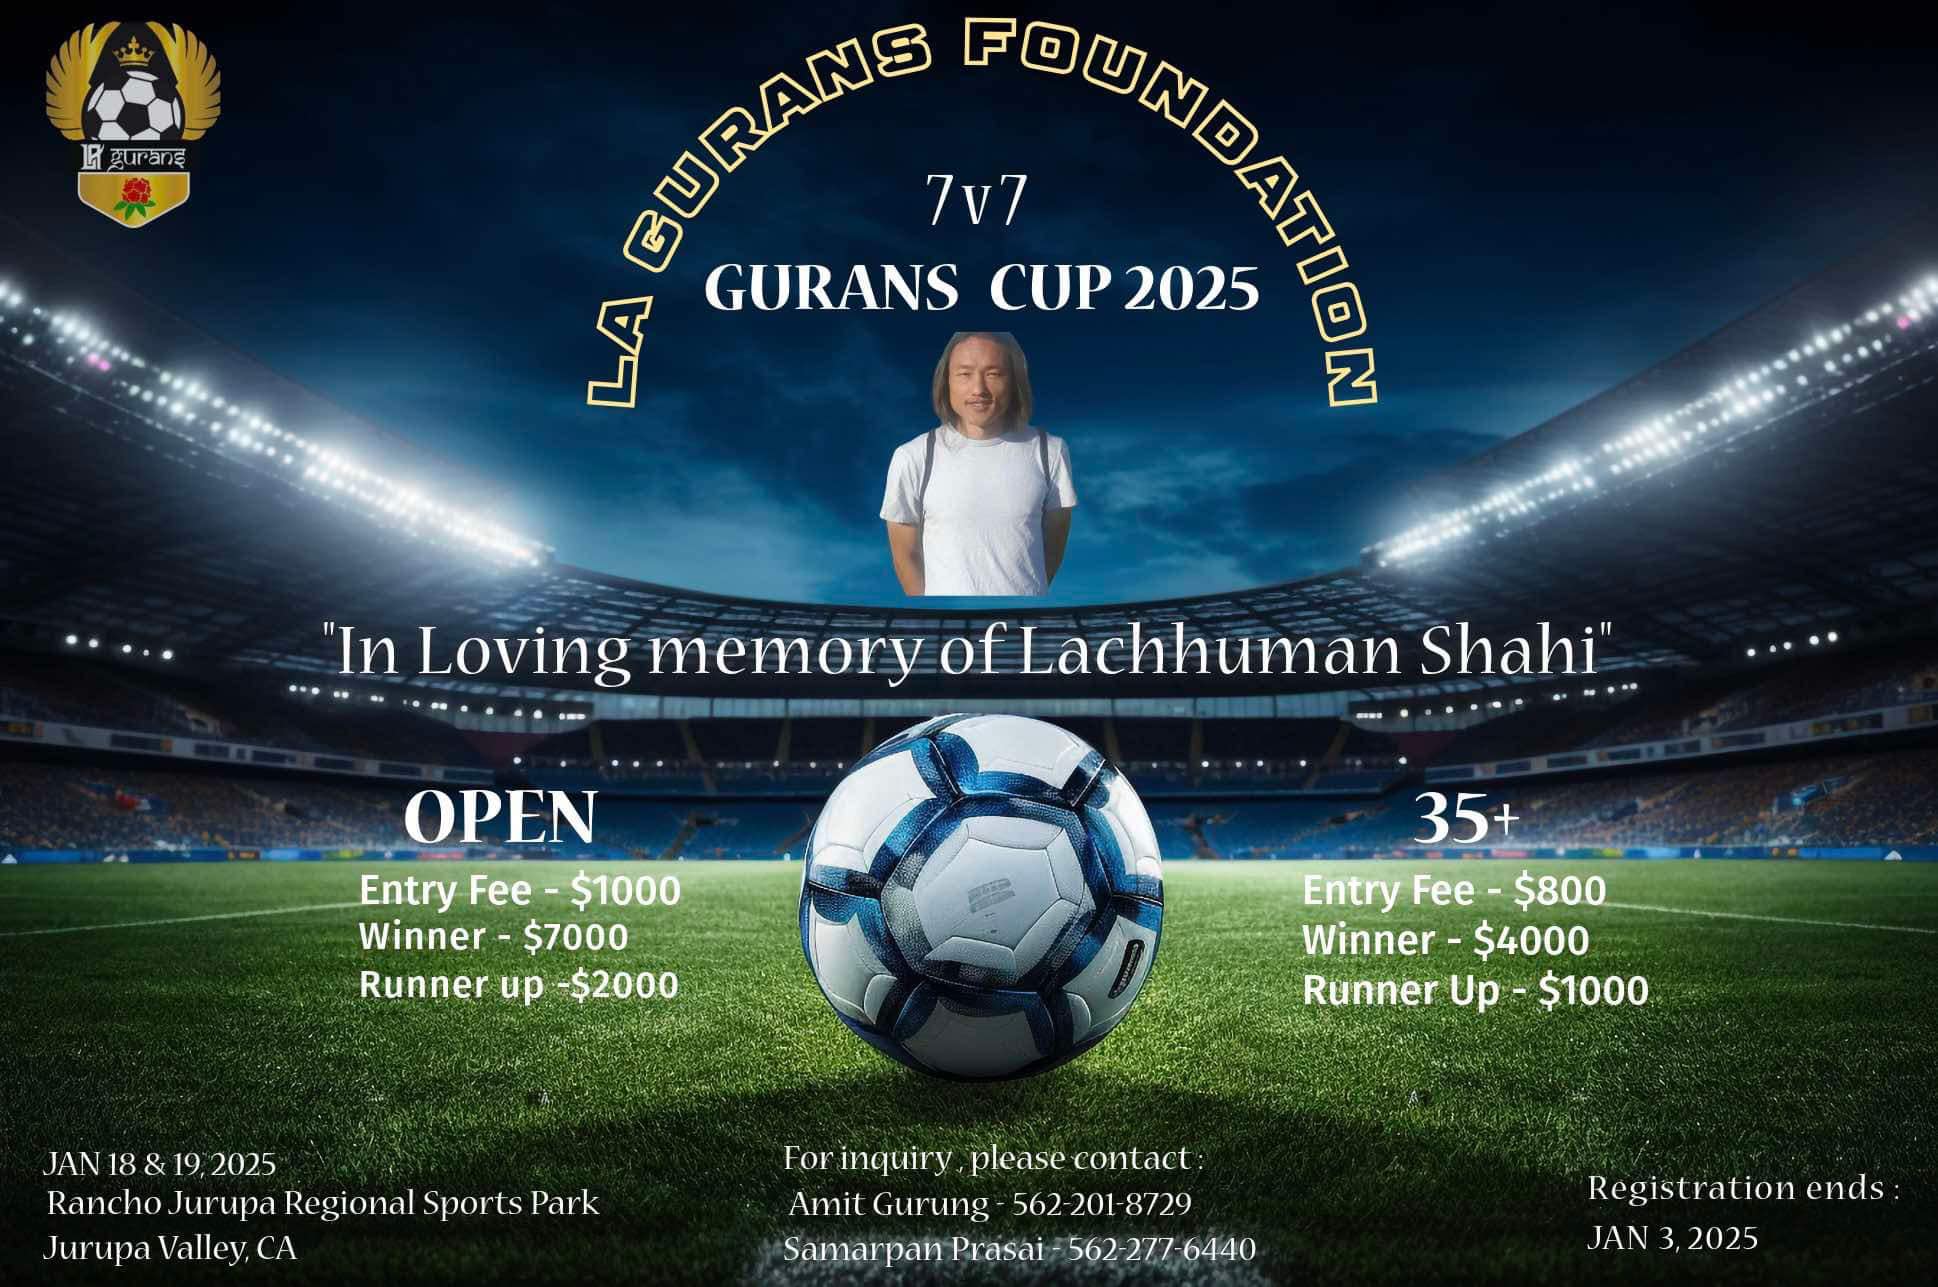 LA gurans
LA GURANS FOUNDATION
7v7
GURANS CUP 2025
"In Loving memory of Lachhuman Shahi"
OPEN
Entry Fee - $1000
Winner - $7000
Runner up -$2000
35+
Entry Fee - $800
Winner - $4000
Runner Up - $1000
JAN 18 & 19, 2025
Rancho Jurupa Regional Sports Park
Jurupa Valley, CA
For inquiry , please contact :
Amit Gurung - 562-201-8729
Samarpan Prasai - 562-277-6440
Registration ends :
JAN 3, 2025